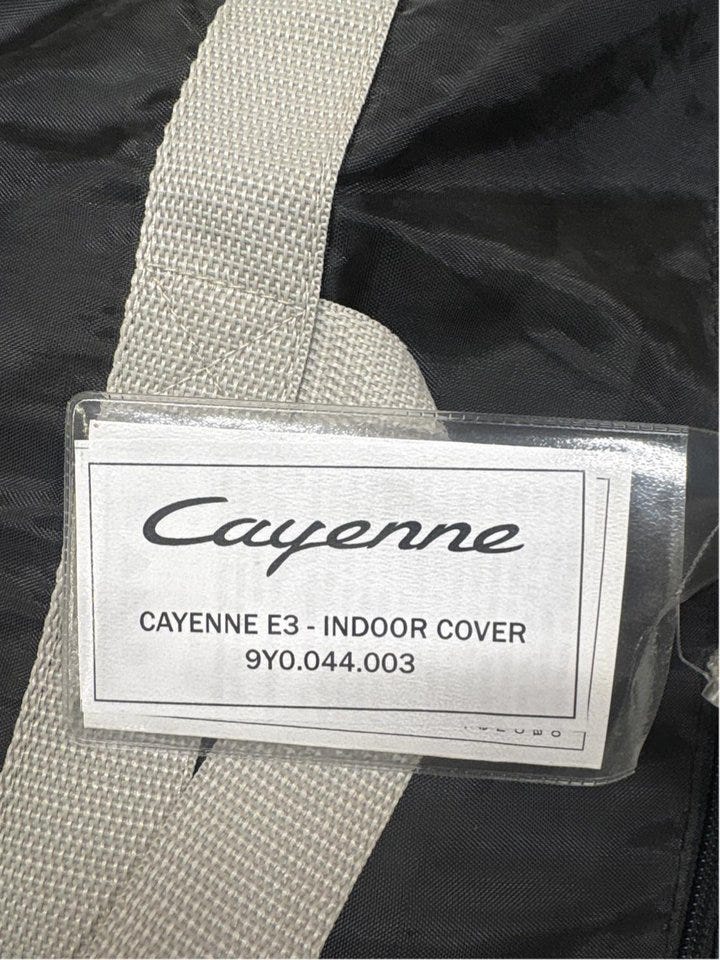 Cayenne
CAYENNE E3 - INDOOR COVER
9Y0.044.003